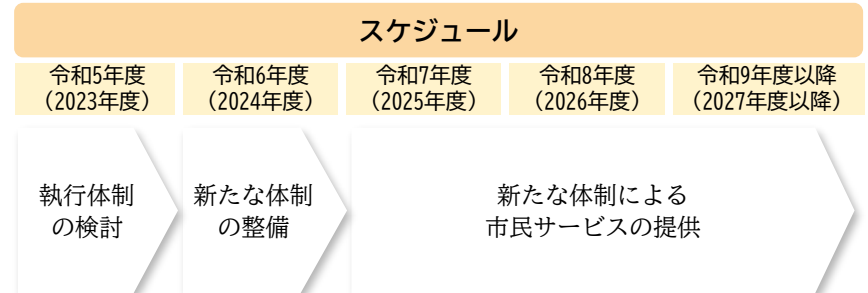 スケジュール
令和5年度
（2023年度）
令和6年度
（2024年度）
令和7年度
（2025年度）
令和8年度
（2026年度）
令和9年度以降
（2027年度以降）
執行体制
の検討
新たな体制
の整備
新たな体制による
市民サービスの提供